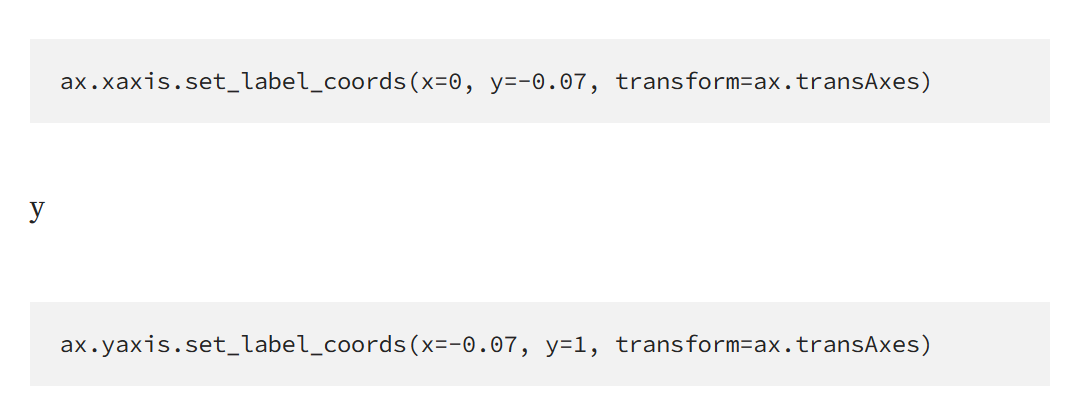 ax.xaxis.set_label_coords(x=0, y=-0.07, transform=ax.transAxes)
y
ax.yaxis.set_label_coords(x=-0.07, y=1, transform=ax.transAxes)